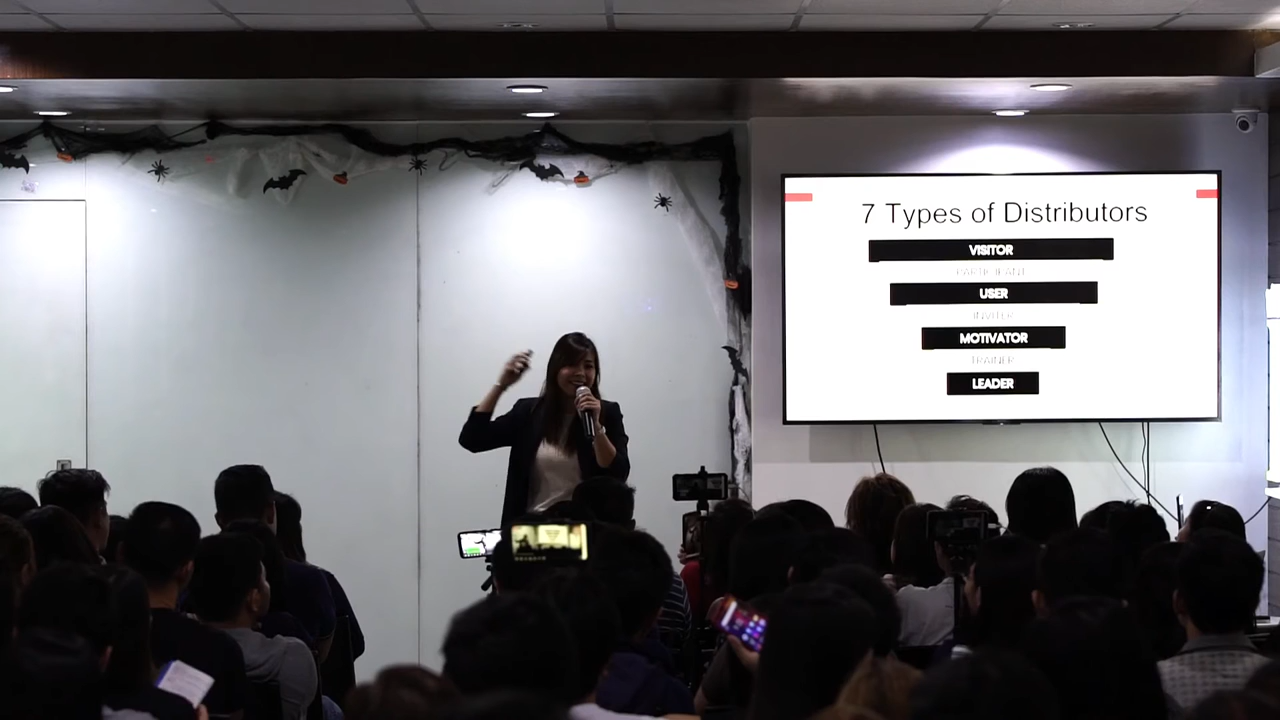 7 Types of Distributors
VISITOR
PARTICIPANT
USER
INVITER
MOTIVATOR
TRAINER
LEADER